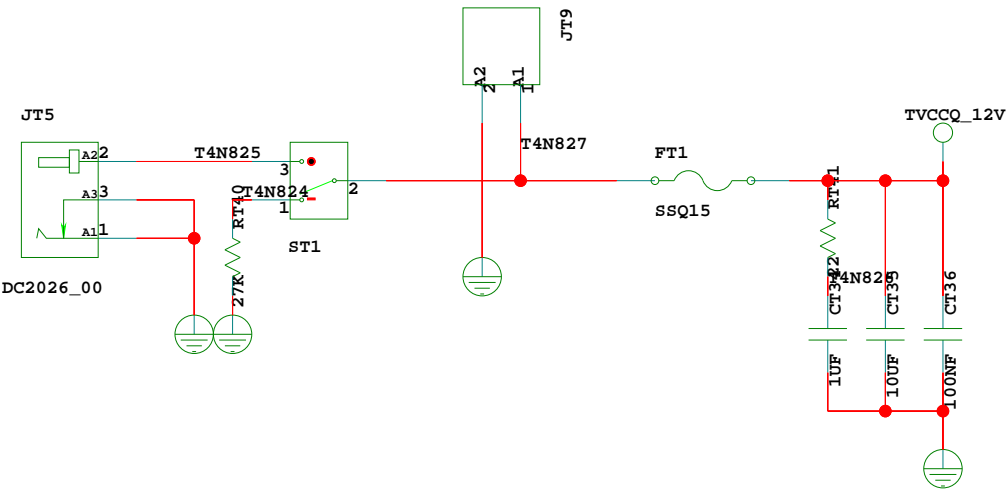 JT9
A2
2
A1
1
JT5
TVCCQ_12V
T4N827
A2 2
T4N825
FT1
3
2
A3 3
T4N824
RT40
1
RT41
SSQ15
A1 1
ST1
27K
22
T4N826
CT34
CT35
CT36
DC2026_00
1UF
10UF
100NF